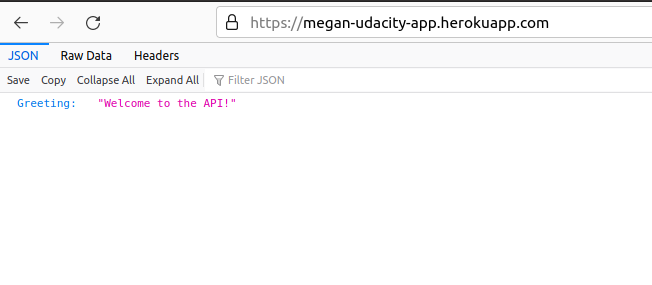 https://megan-udacity-app.herokuapp.com
JSON Raw Data Headers
Save Copy Collapse All Expand All Filter JSON
Greeting: "Welcome to the API!"